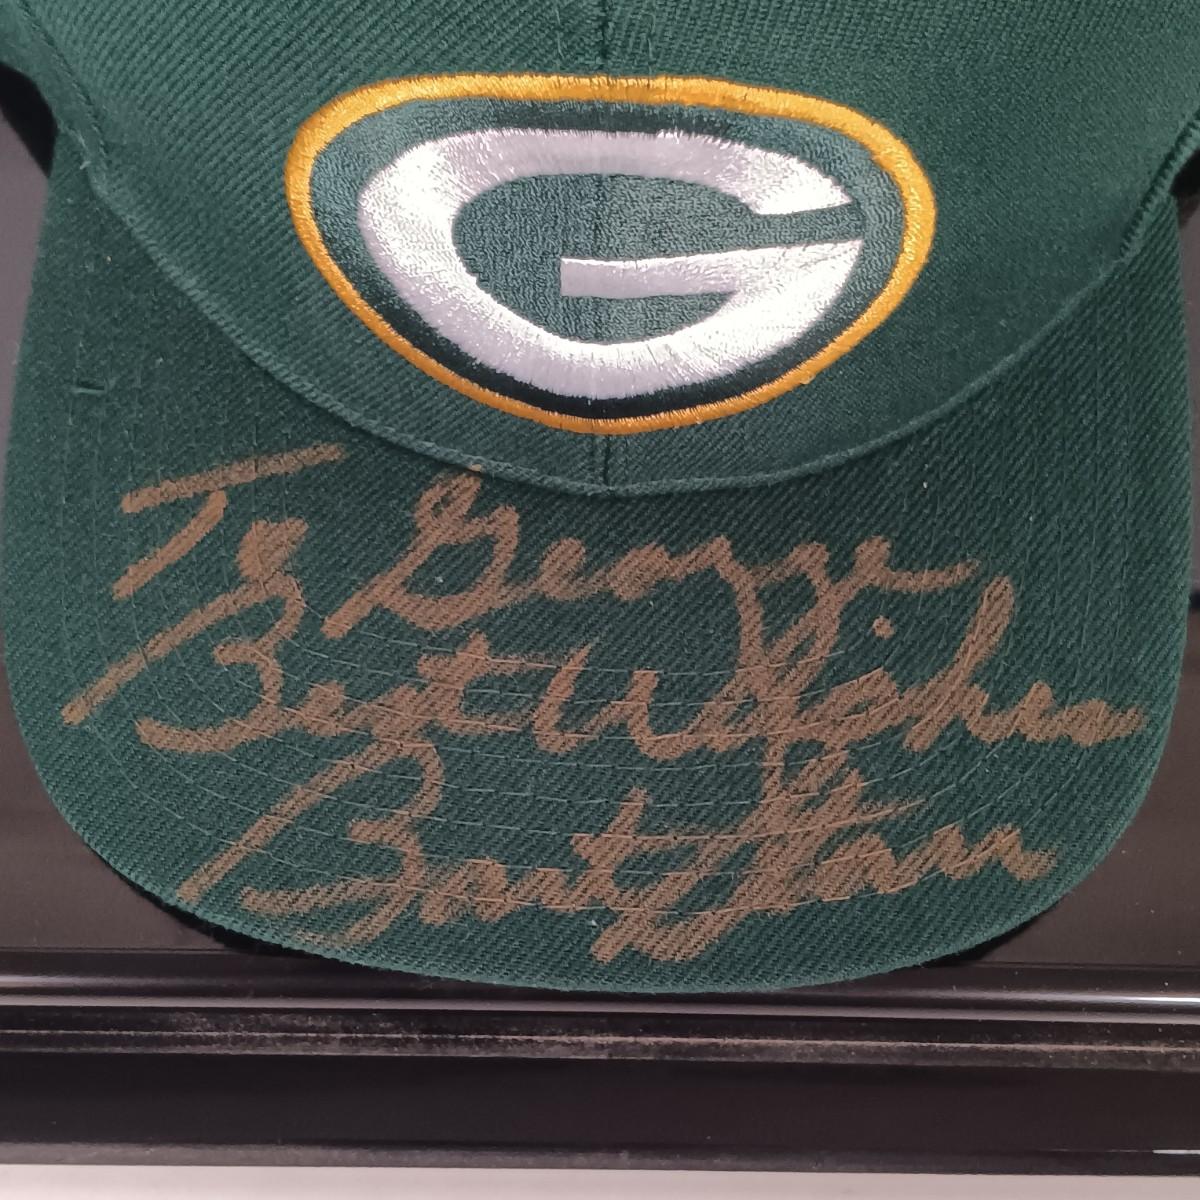 G
To George
Best Wishes
Bart Starr